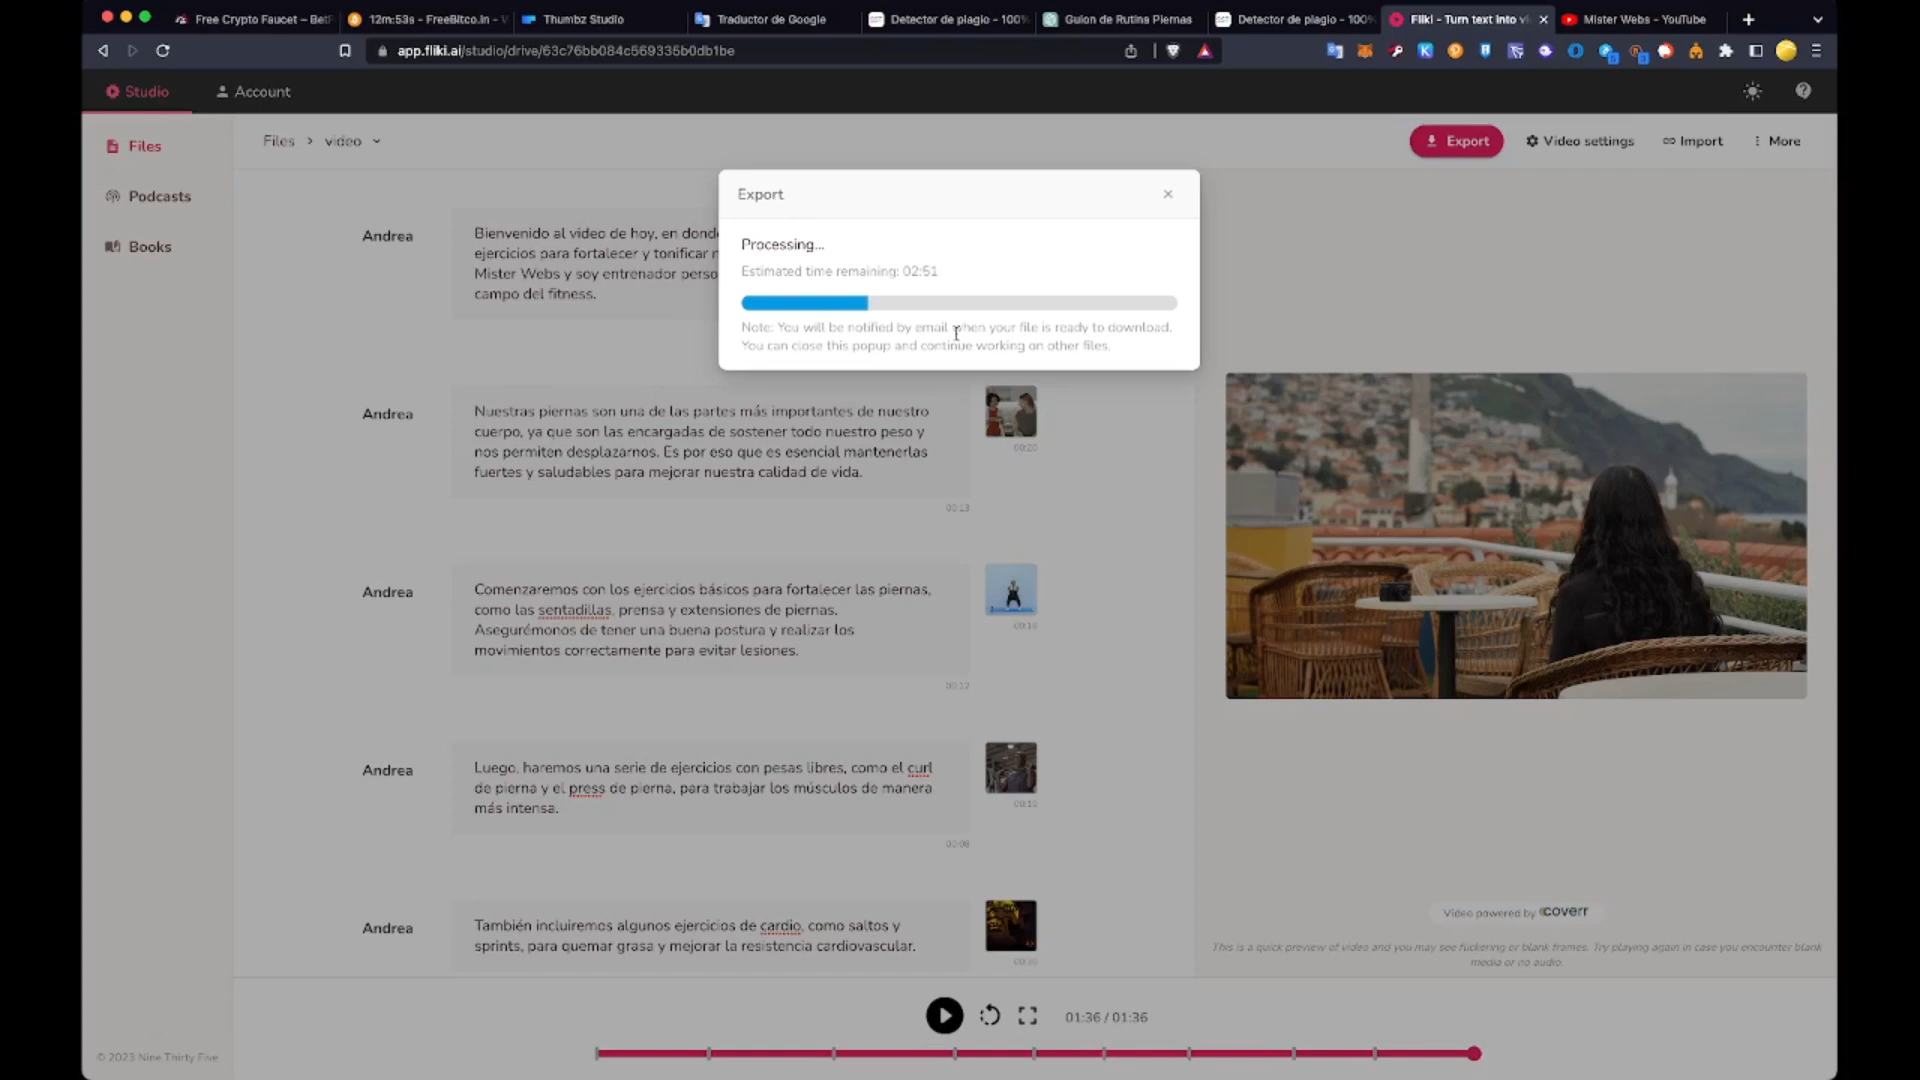 Free Crypto Faucet – Bet
12m:53s - FreeBitco.in - 
Thumbz Studio
Traductor de Google
Detector de plagio - 100%
Guion de Rutina Piernas
Detector de plagio - 100%
Fliki - Turn text into vi
Mister Webs - YouTube
app.fliki.ai/studio/drive/63c76bb084c569335b0db1be
Studio
Account
Files
Podcasts
Books
Files > video
Export
Video settings
Import
More
Export
Processing...
Estimated time remaining: 02:51
Note: You will be notified by email when your file is ready to download.
You can close this popup and continue working on other files.
Andrea
Bienvenido al video de hoy, en dond
ejercicios para fortalecer y tonificar
Mister Webs y soy entrenador perso
campo del fitness.
Andrea
Nuestras piernas son una de las partes más importantes de nuestro
cuerpo, ya que son las encargadas de sostener todo nuestro peso y
nos permiten desplazarnos. Es por eso que es esencial mantenerlas
fuertes y saludables para mejorar nuestra calidad de vida.
00:20
00:13
Andrea
Comenzaremos con los ejercicios básicos para fortalecer las piernas,
como las sentadillas, prensa y extensiones de piernas.
Asegurémonos de tener una buena postura y realizar los
movimientos correctamente para evitar lesiones.
00:12
Andrea
Luego, haremos una serie de ejercicios con pesas libres, como el curl
de pierna y el press de pierna, para trabajar los músculos de manera
más intensa.
00:10
00:08
Andrea
También incluiremos algunos ejercicios de cardio, como saltos y
sprints, para quemar grasa y mejorar la resistencia cardiovascular.
Video powered by coverr
This is a quick preview of video and you may see flickering or blank frames. Try playing again in case you encounter blank
media or no audio.
01:36 / 01:36
© 2023 Nine Thirty Five